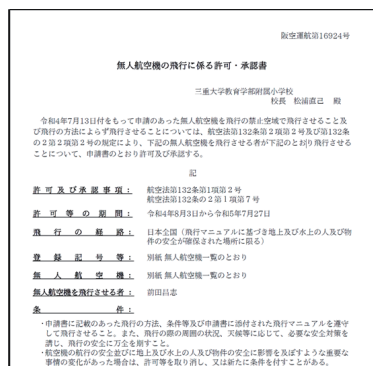 阪空運航第16924号
無人航空機の飛行に係る許可・承認書
三重大学教育学部附属小学校
校長 松浦直己 殿
令和4年7月13日付をもって申請のあった無人航空機を飛行の禁止空域で飛行させること及
び飛行の方法によらず飛行させることについては、航空法第132条第2項第2号及び第132条
の2第2項第2号の規定により、下記の無人航空機を飛行させる者が下記のとおり飛行させる
ことについて、申請書のとおり許可及び承認する。
記
許可及び承認事項： 航空法第132条第1項第2号
航空法第132条の2第1項第7号
許可等の期間： 令和4年8月3日から令和5年7月27日
飛行の経路： 日本全国（飛行マニュアルに基づき地上及び水上の人及び物
件の安全が確保された場所に限る）
登録記号等： 別紙 無人航空機一覧のとおり
無人航空機： 別紙 無人航空機一覧のとおり
無人航空機を飛行させる者： 前田昌志
条件：
・申請書に記載のあった飛行の方法、条件等及び申請書に添付された飛行マニュアルを遵守
して飛行させること。また、飛行の際の周囲の状況、天候等に応じて、必要な安全対策を
講じ、飛行の安全に万全を期すこと。
・航空機の航行の安全並びに地上及び水上の人及び物件の安全に影響を及ぼすような重要な
事情の変化があった場合は、許可等を取り消し、又は新たに条件を付すことがある。